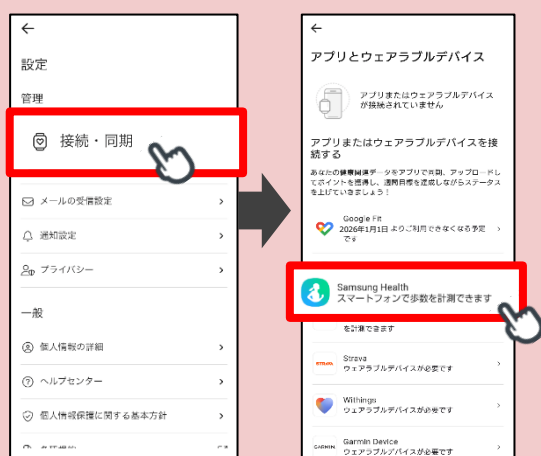 設定
管理
接続・同期
メールの受信設定
通知設定
プライバシー
一般
個人情報の詳細
ヘルプセンター
個人情報保護に関する基本方針
アプリとウェアラブルデバイス
アプリまたはウェアラブルデバイス
が接続されていません
アプリまたはウェアラブルデバイスを接
続する
あなたの健康関連データをアプリで同期、アップロードし
てポイントを獲得し、週間目標を達成しながらステータス
を上げていきましょう!
Google Fit
2026年1月1日 よりご利用できなくなる予定
です
Samsung Health
スマートフォンで歩数を計測できます
を計測できます
STRAVA
Strava
ウェアラブルデバイスが必要です
Withings
ウェアラブルデバイスが必要です
GARMIN
Garmin Device
ウェアラブルデバイスが必要です